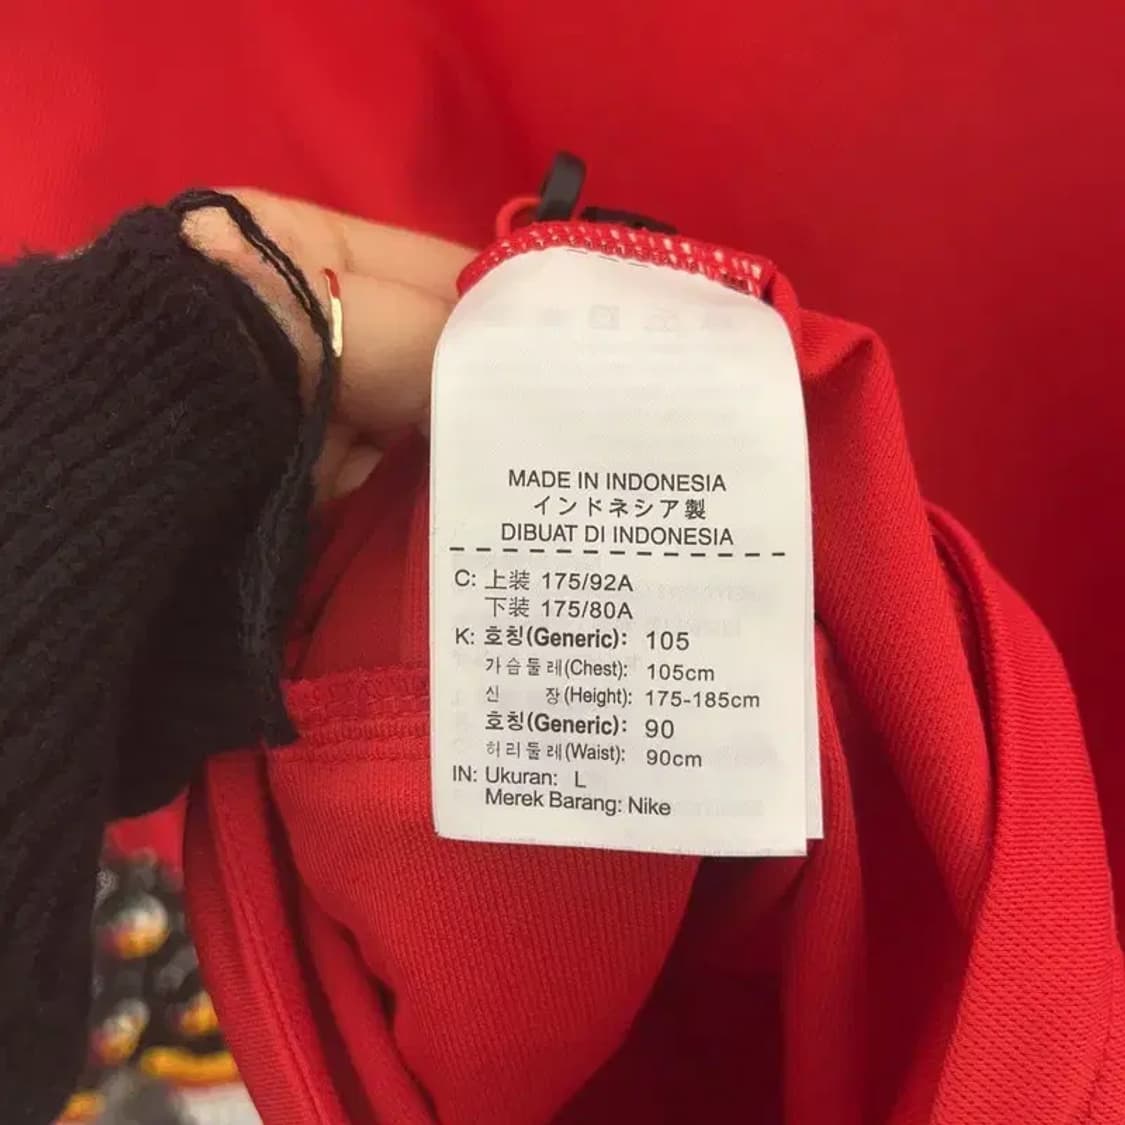 MADE IN INDONESIA
インドネシア製
DIBUAT DI INDONESIA
C: 上装 175/92A
下装 175/80A
K: 호칭(Generic): 105
가슴둘레(Chest): 105cm
신 장(Height): 175-185cm
호칭(Generic): 90
허리둘레(Waist): 90cm
IN: Ukuran: L
Merek Barang: Nike